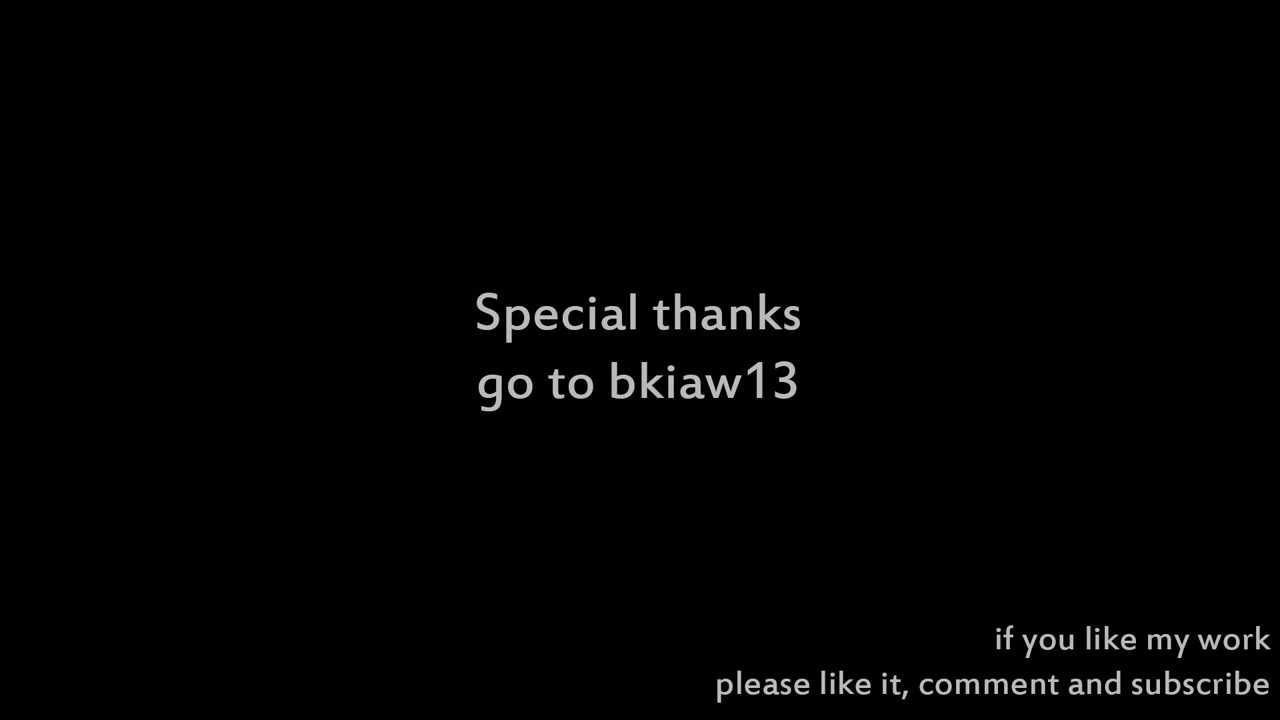 Special thanks
go to bkiaw13
if you like my work
please like it, comment and subscribe